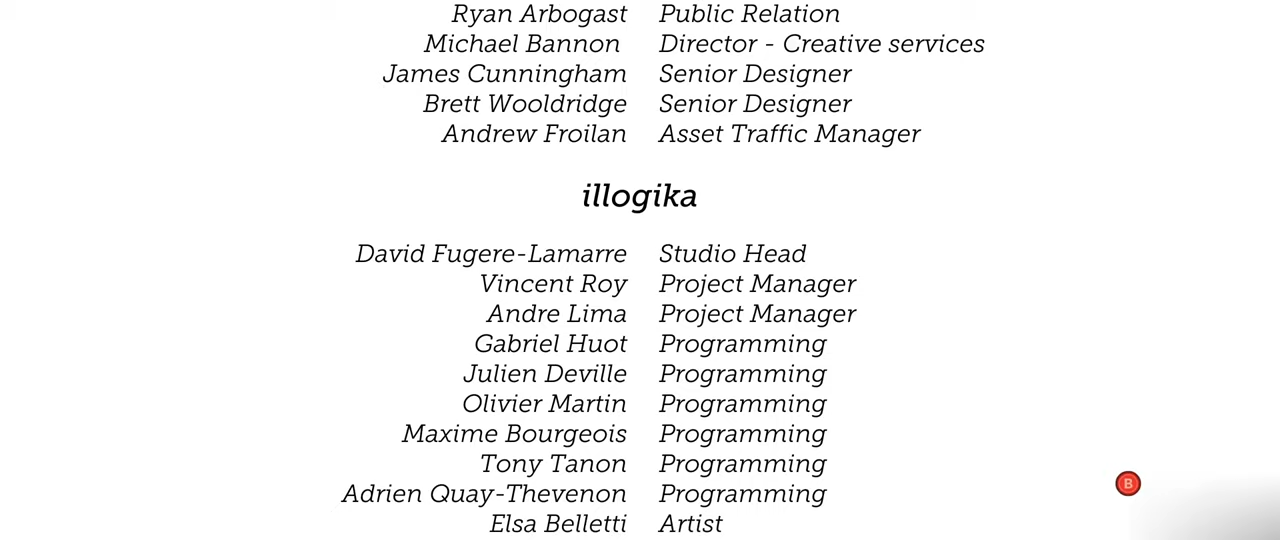 Ryan Arbogast Public Relation
Michael Bannon Director - Creative services
James Cunningham Senior Designer
Brett Wooldridge Senior Designer
Andrew Froilan Asset Traffic Manager
illogika
David Fugere-Lamarre Studio Head
Vincent Roy Project Manager
Andre Lima Project Manager
Gabriel Huot Programming
Julien Deville Programming
Olivier Martin Programming
Maxime Bourgeois Programming
Tony Tanon Programming
Adrien Quay-Thevenon Programming
B
Elsa Belletti Artist